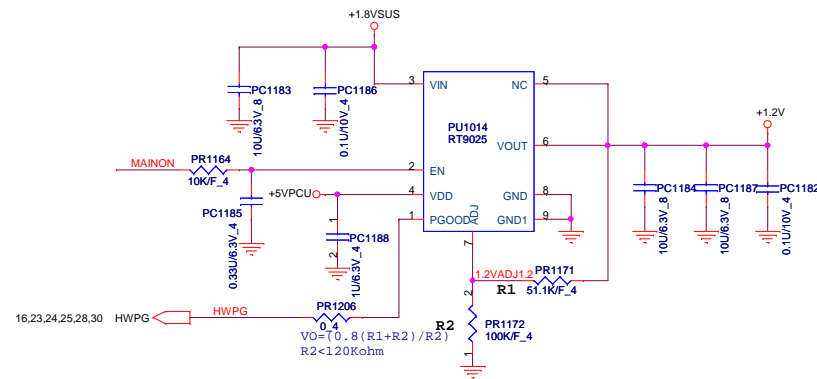 +1.8VSUS
PC1183
10U/6.3V_8
PC1186
0.1U/10V_4
3
VIN
NC
5
PU1014
RT9025
+1.2V
VOUT
6
MAINON
PR1164
10K/F_4
2
EN
PC1185
0.33U/6.3V_4
+5VPCU
4
VDD
GND
8
1
PGOOD
GND1
9
ADJ
7
1
PC1188
2
1U/6.3V_4
PC1184
10U/6.3V_8
PC1187
10U/6.3V_8
PC1182
0.1U/10V_4
1.2VADJ1.2
PR1171
R1
51.1K/F_4
2
R2
PR1172
100K/F_4
1
16,23,24,25,28,30
HWPG
HWPG
PR1206
0_4
VO=(0.8(R1+R2)/R2)
R2<120Kohm